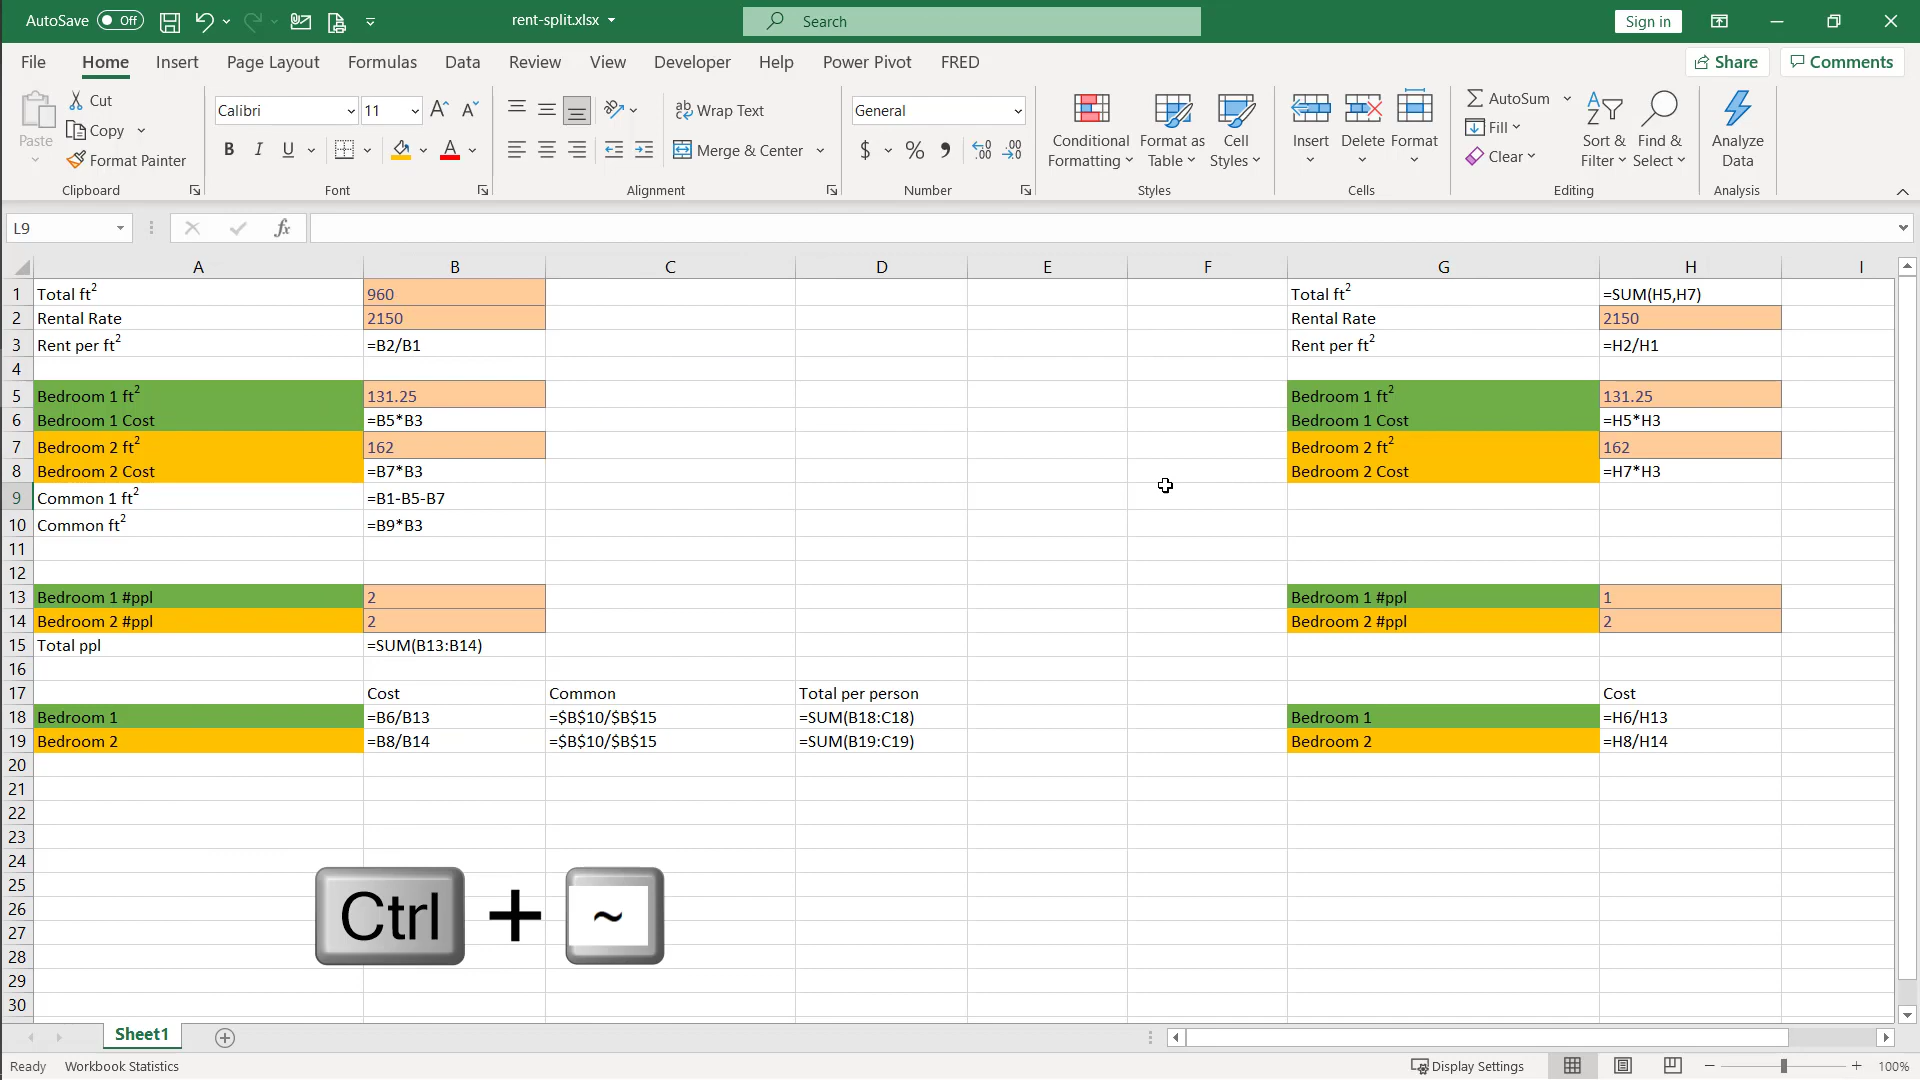 AutoSave Off rent-split.xlsx Search Sign in
File Home Insert Page Layout Formulas Data Review View Developer Help Power Pivot FRED Share Comments
Paste
Cut
Copy
Format Painter
Clipboard
Calibri 11
B I U A
Font
ab Wrap Text
Merge & Center
Alignment
General
$ % 9
Number
Conditional Formatting
Format as Table
Cell Styles
Styles
Insert Delete Format
Cells
AutoSum
Fill
Clear
Sort & Filter
Find & Select
Editing
Analyze Data
Analysis
L9 fx
A B C D E F G H I
1 Total ft² 960 Total ft² =SUM(H5,H7)
2 Rental Rate 2150 Rental Rate 2150
3 Rent per ft² =B2/B1 Rent per ft² =H2/H1
4
5 Bedroom 1 ft² 131.25 Bedroom 1 ft² 131.25
6 Bedroom 1 Cost =B5*B3 Bedroom 1 Cost =H5*H3
7 Bedroom 2 ft² 162 Bedroom 2 ft² 162
8 Bedroom 2 Cost =B7*B3 Bedroom 2 Cost =H7*H3
9 Common 1 ft² =B1-B5-B7
10 Common ft² =B9*B3
11
12
13 Bedroom 1 #ppl 2 Bedroom 1 #ppl 1
14 Bedroom 2 #ppl 2 Bedroom 2 #ppl 2
15 Total ppl =SUM(B13:B14)
16
17 Cost Common Total per person Cost
18 Bedroom 1 =B6/B13 =$B$10/$B$15 =SUM(B18:C18) Bedroom 1 =H6/H13
19 Bedroom 2 =B8/B14 =$B$10/$B$15 =SUM(B19:C19) Bedroom 2 =H8/H14
20
21
22
23
24
25
26
27
28
29
30
Ctrl + ~
Sheet1
Ready Workbook Statistics Display Settings 100%